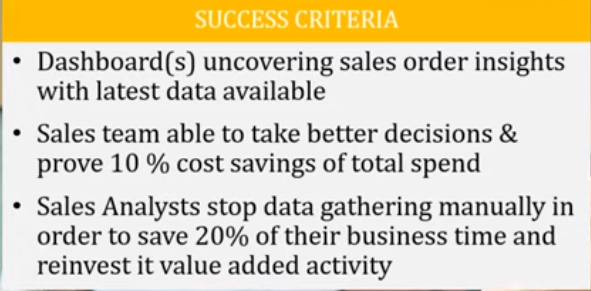 SUCCESS CRITERIA
• Dashboard(s) uncovering sales order insights
with latest data available
• Sales team able to take better decisions &
prove 10 % cost savings of total spend
• Sales Analysts stop data gathering manually in
order to save 20% of their business time and
reinvest it value added activity